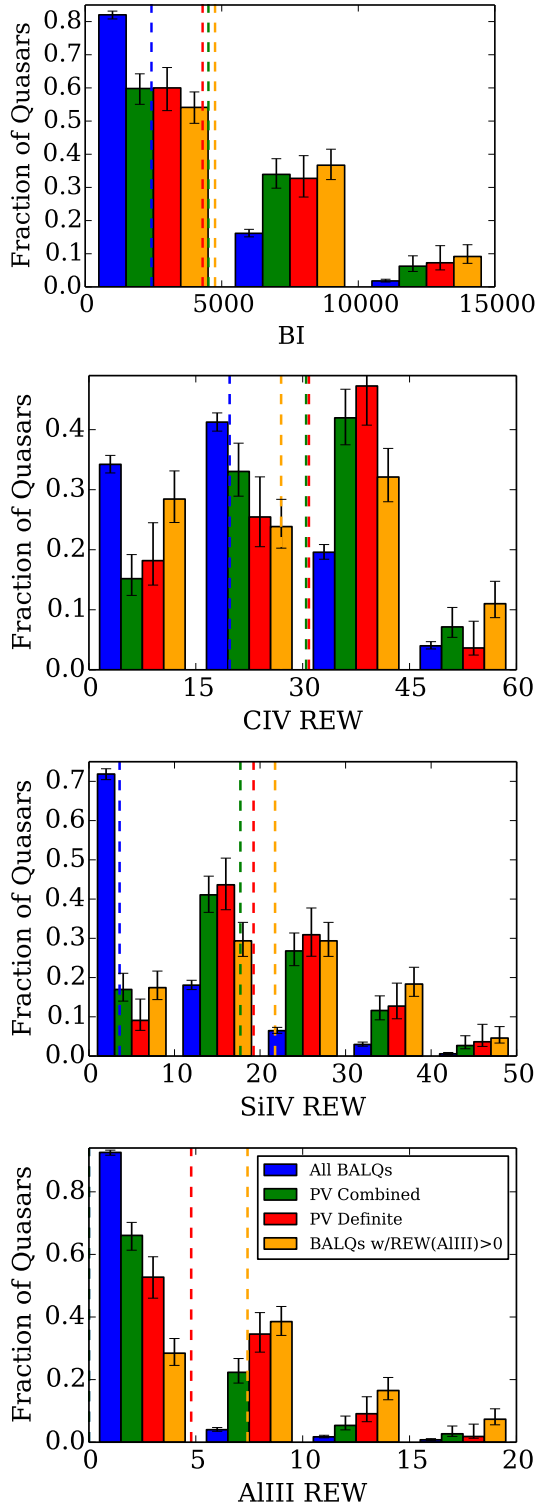 0.8
0.7
0.6
0.5
0.4
0.3
0.2
0.1
0.0
Fraction of Quasars
0 5000 10000 15000
BI
0.4
0.3
0.2
0.1
0.0
Fraction of Quasars
0 15 30 45 60
CIV REW
0.7
0.6
0.5
0.4
0.3
0.2
0.1
0.0
Fraction of Quasars
0 10 20 30 40 50
SiIV REW
All BALQs
PV Combined
PV Definite
BALQs w/REW(AlIII)>0
0.8
0.6
0.4
0.2
0.0
Fraction of Quasars
0 5 10 15 20
AlIII REW